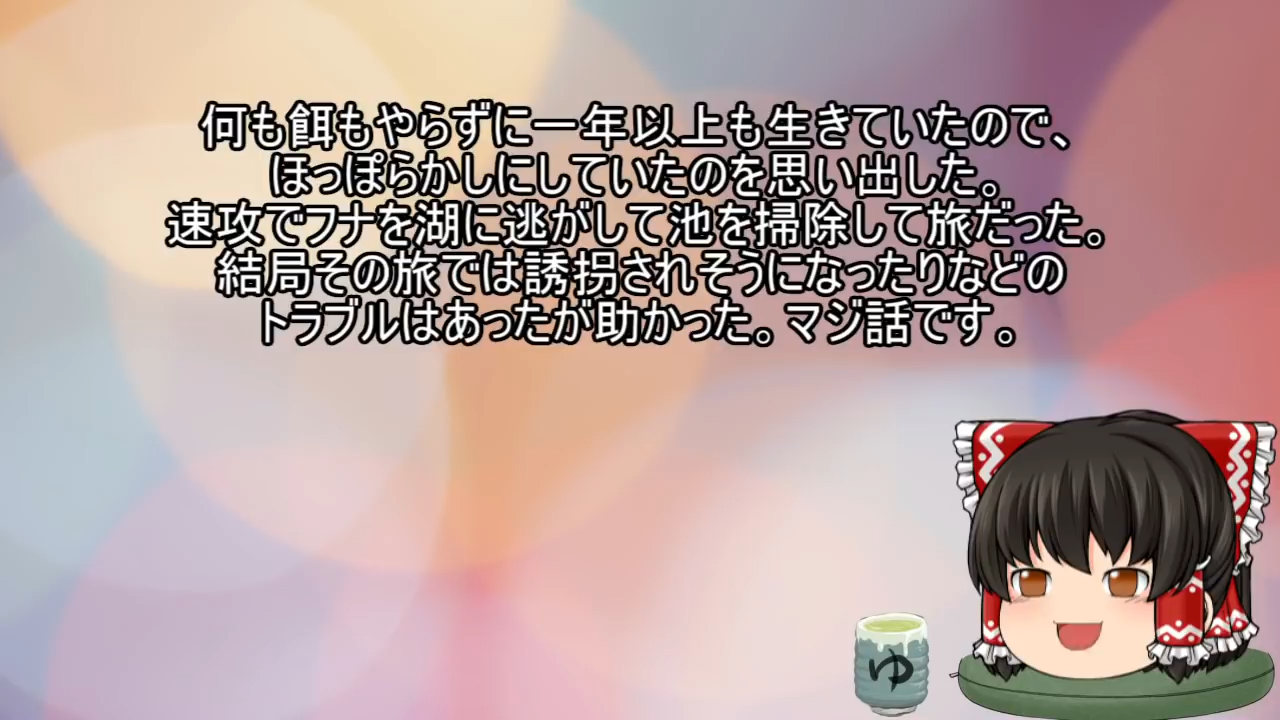 何も餌もやらずに一年以上も生きていたので、
ほっぽらかしにしていたのを思い出した。
速攻でフナを湖に逃がして池を掃除して旅だった。
結局その旅では誘拐されそうになったりなどの
トラブルはあったが助かった。マジ話です。
ゆ